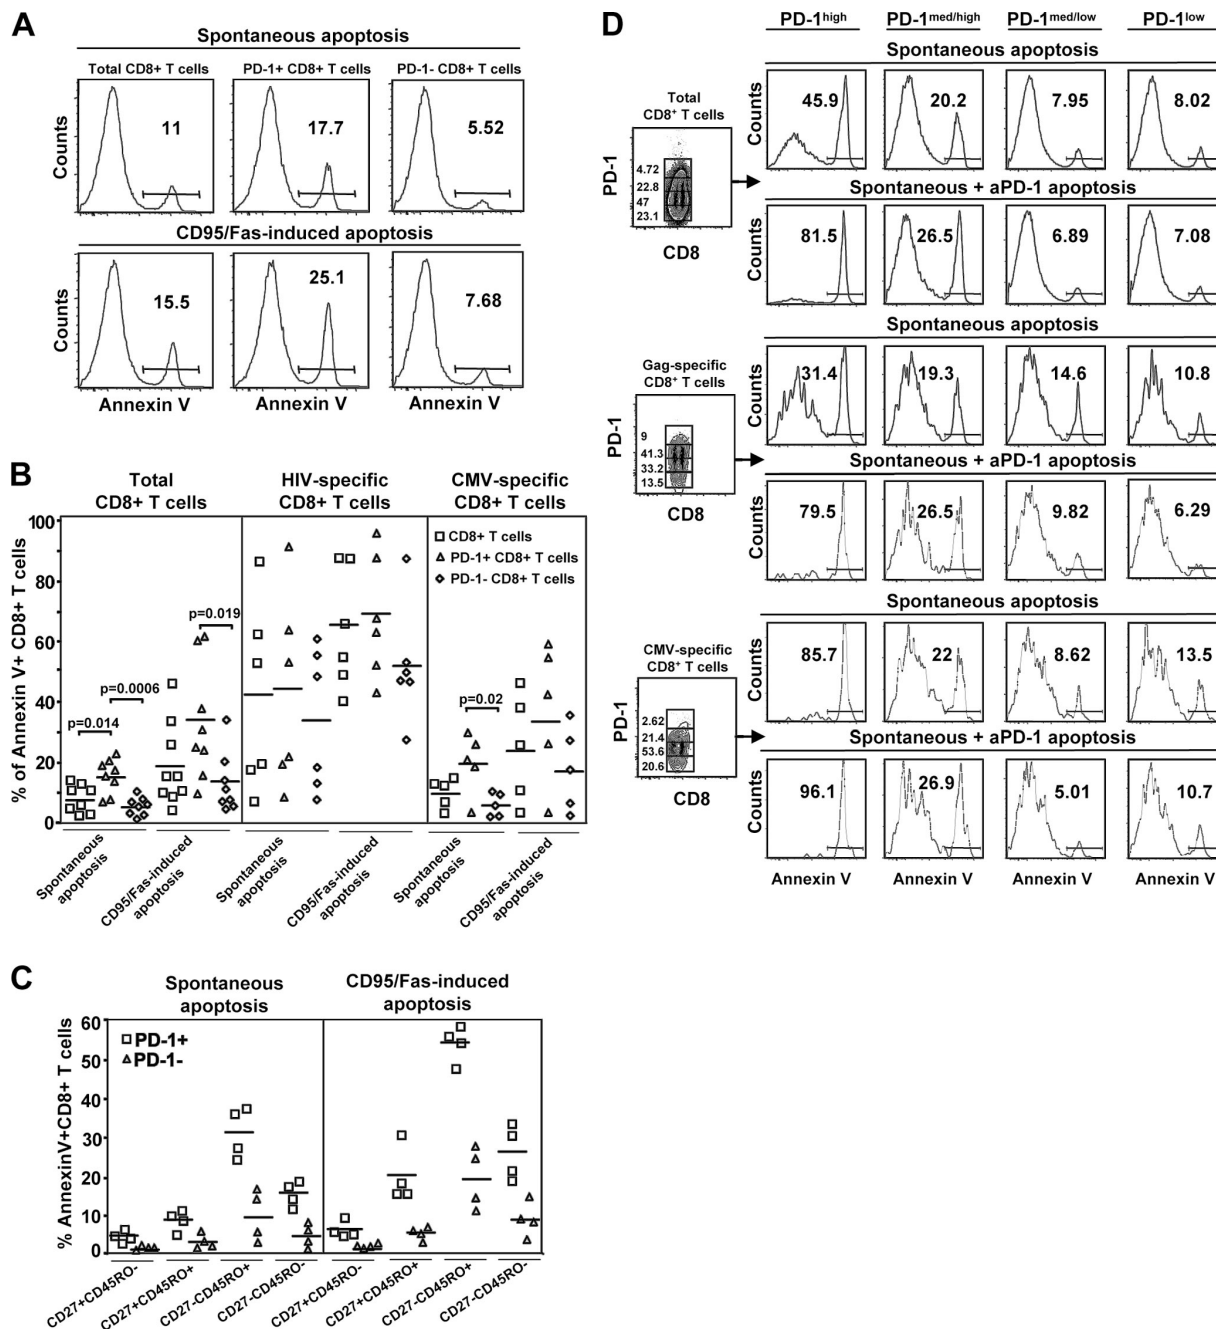 A
Spontaneous apoptosis
Total CD8+ T cells PD-1+ CD8+ T cells PD-1- CD8+ T cells
Counts
11 17.7 5.52
CD95/Fas-induced apoptosis
Counts
15.5 25.1 7.68
Annexin V Annexin V Annexin V
B
Total CD8+ T cells
HIV-specific CD8+ T cells
CMV-specific CD8+ T cells
% of Annexin V+ CD8+ T cells
100
80
60
40
20
0
CD8+ T cells
PD-1+ CD8+ T cells
PD-1- CD8+ T cells
p=0.014
p=0.0006
p=0.019
p=0.02
Spontaneous apoptosis
CD95/Fas-induced apoptosis
Spontaneous apoptosis
CD95/Fas-induced apoptosis
Spontaneous apoptosis
CD95/Fas-induced apoptosis
C
Spontaneous apoptosis
CD95/Fas-induced apoptosis
% AnnexinV+CD8+ T cells
60
50
40
30
20
10
0
PD-1+
PD-1-
CD27+CD45RO-
CD27+CD45RO+
CD27-CD45RO+
CD27-CD45RO-
CD27+CD45RO-
CD27+CD45RO+
CD27-CD45RO+
CD27-CD45RO-
D
PD-1high PD-1med/high PD-1med/low PD-1low
Spontaneous apoptosis
Total CD8+ T cells
PD-1
4.72
22.8
47
23.1
CD8
Counts
45.9 20.2 7.95 8.02
Spontaneous + aPD-1 apoptosis
Counts
81.5 26.5 6.89 7.08
Spontaneous apoptosis
Gag-specific CD8+ T cells
PD-1
9
41.3
33.2
13.5
CD8
Counts
31.4 19.3 14.6 10.8
Spontaneous + aPD-1 apoptosis
Counts
79.5 26.5 9.82 6.29
Spontaneous apoptosis
CMV-specific CD8+ T cells
PD-1
2.62
21.4
53.6
20.6
CD8
Counts
85.7 22 8.62 13.5
Spontaneous + aPD-1 apoptosis
Counts
96.1 26.9 5.01 10.7
Annexin V Annexin V Annexin V Annexin V